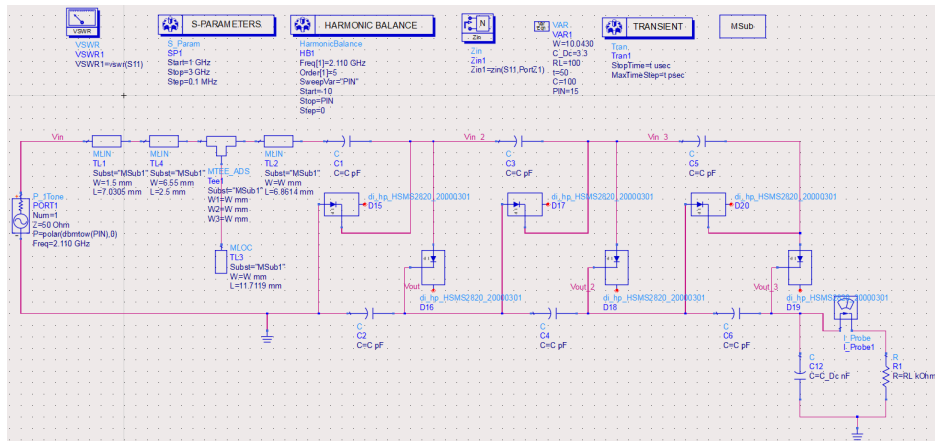 VSWR
VSWR
VSWR1
VSWR1=vswr(S11)
S-PARAMETERS
S_Param
SP1
Start=1 GHz
Stop=3 GHz
Step=0.1 MHz
HARMONIC BALANCE
HarmonicBalance
HB1
Freq[1]=2.110 GHz
Order[1]=5
SweepVar="PIN"
Start=-10
Stop=PIN
Step=0
N
Zin
Zin
Zin1
Zin1=zin(S11,PortZ1)
VAR
VAR1
W=10.0430
C_Dc=3.3
RL=100
t=50
C=100
PIN=15
TRANSIENT
Tran
Tran1
StopTime=t usec
MaxTimeStep=t psec
MSub
Vin
Vin_2
Vin_3
MLIN
TL1
Subst="MSub1"
W=1.5 mm
L=7.0305 mm
MLIN
TL4
Subst="MSub1"
W=6.55 mm
L=2.5 mm
MTEE_ADS
Tee1
Subst="MSub1"
W1=W mm
W2=W mm
W3=W mm
MLIN
TL2
Subst="MSub1"
W=W mm
L=6.8614 mm
C
C1
C=C pF
C
C3
C=C pF
C
C5
C=C pF
P_1Tone
PORT1
Num=1
Z=50 Ohm
P=polar(dbmtow(PIN),0)
Freq=2.110 GHz
di_hp_HSMS2820_20000301
D15
di_hp_HSMS2820_20000301
D17
di_hp_HSMS2820_20000301
D20
MLOC
TL3
Subst="MSub1"
W=W mm
L=11.7119 mm
Vout
di_hp_HSMS2820_20000301
D16
Vout_2
di_hp_HSMS2820_20000301
D18
Vout_3
di_hp_HSMS2820_20000301
D19
C
C2
C=C pF
C
C4
C=C pF
C
C6
C=C pF
I_Probe
I_Probe1
C
C12
C=C_Dc nF
R
R1
R=RL kOhm